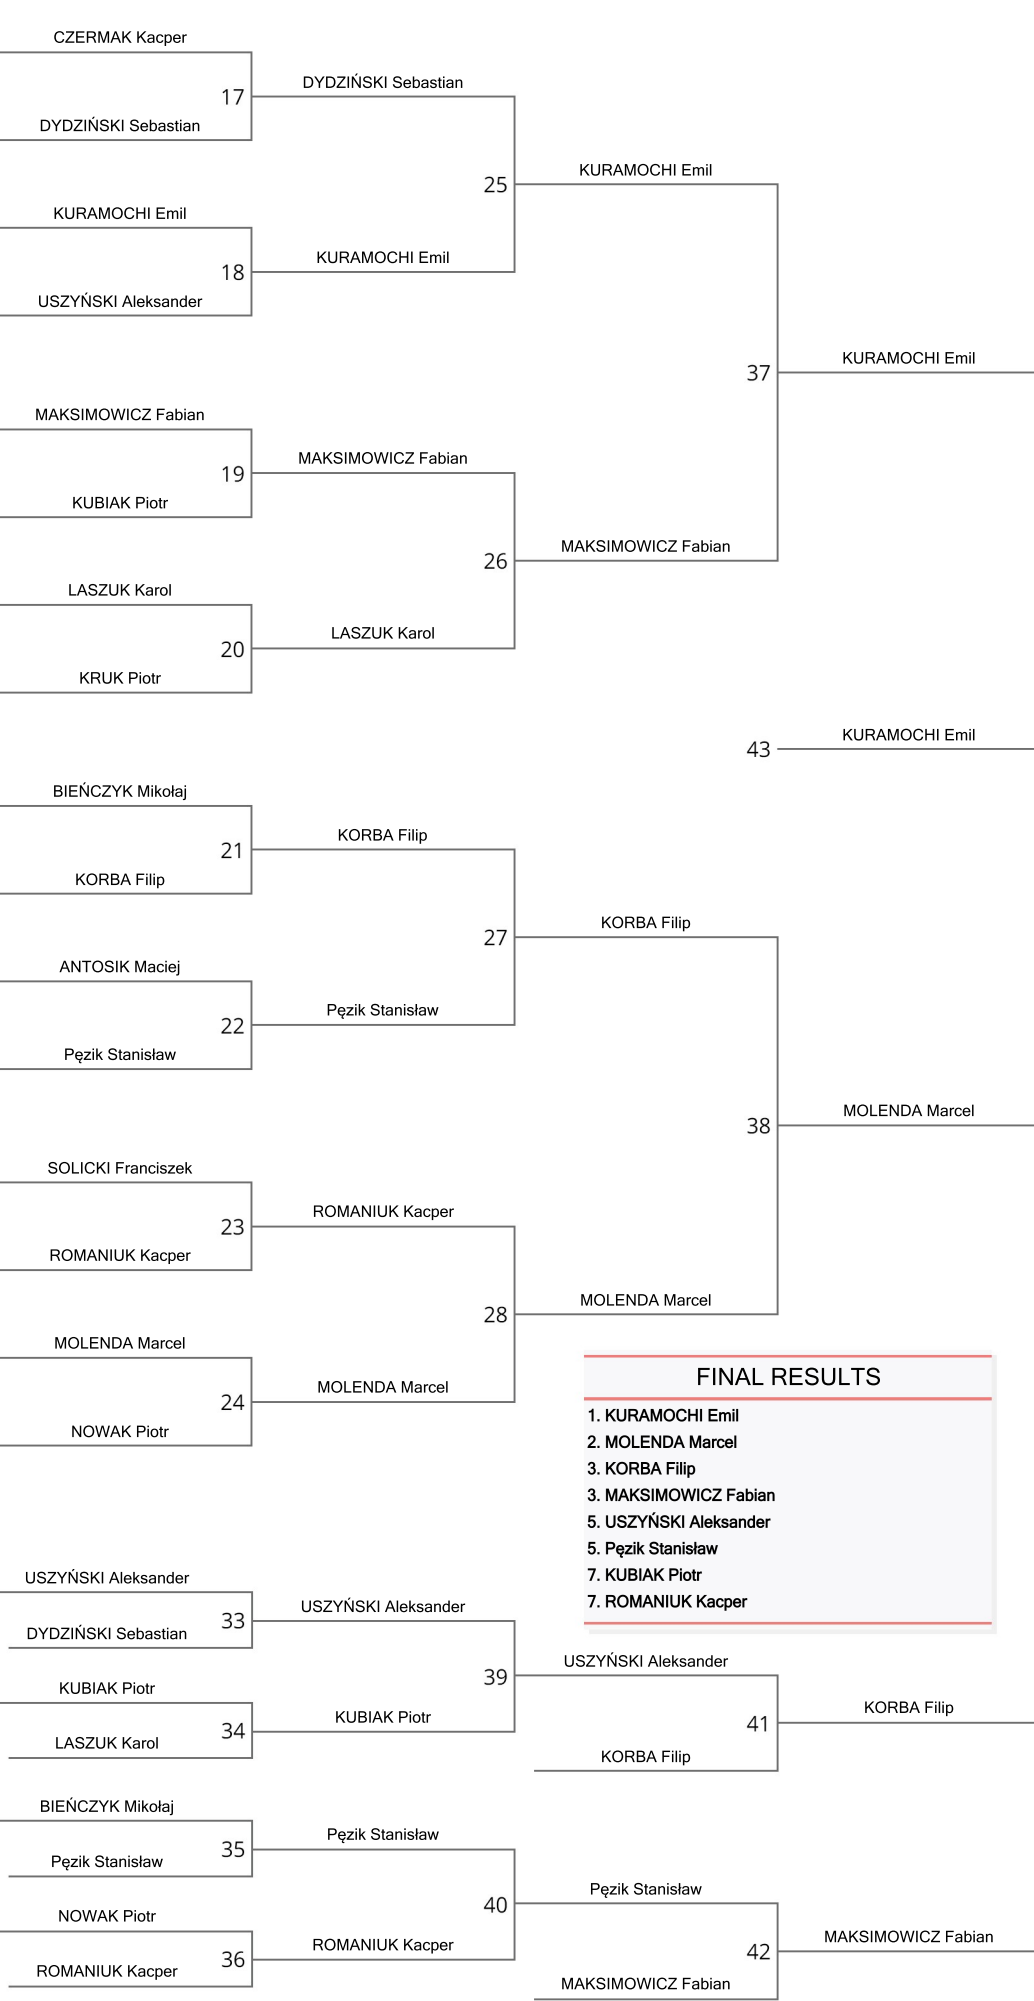 CZERMAK Kacper
17
DYDZIŃSKI Sebastian
DYDZIŃSKI Sebastian
25
KURAMOCHI Emil
KURAMOCHI Emil
18
KURAMOCHI Emil
USZYŃSKI Aleksander
37
KURAMOCHI Emil
MAKSIMOWICZ Fabian
19
MAKSIMOWICZ Fabian
KUBIAK Piotr
26
MAKSIMOWICZ Fabian
LASZUK Karol
20
LASZUK Karol
KRUK Piotr
43
KURAMOCHI Emil
BIEŃCZYK Mikołaj
21
KORBA Filip
KORBA Filip
27
KORBA Filip
ANTOSIK Maciej
22
Pęzik Stanisław
Pęzik Stanisław
38
MOLENDA Marcel
SOLICKI Franciszek
23
ROMANIUK Kacper
ROMANIUK Kacper
28
MOLENDA Marcel
MOLENDA Marcel
24
MOLENDA Marcel
NOWAK Piotr
FINAL RESULTS
1. KURAMOCHI Emil
2. MOLENDA Marcel
3. KORBA Filip
3. MAKSIMOWICZ Fabian
5. USZYŃSKI Aleksander
5. Pęzik Stanisław
7. KUBIAK Piotr
7. ROMANIUK Kacper
USZYŃSKI Aleksander
33
USZYŃSKI Aleksander
DYDZIŃSKI Sebastian
39
USZYŃSKI Aleksander
KUBIAK Piotr
34
KUBIAK Piotr
LASZUK Karol
41
KORBA Filip
KORBA Filip
BIEŃCZYK Mikołaj
35
Pęzik Stanisław
Pęzik Stanisław
40
Pęzik Stanisław
NOWAK Piotr
36
ROMANIUK Kacper
ROMANIUK Kacper
42
MAKSIMOWICZ Fabian
MAKSIMOWICZ Fabian